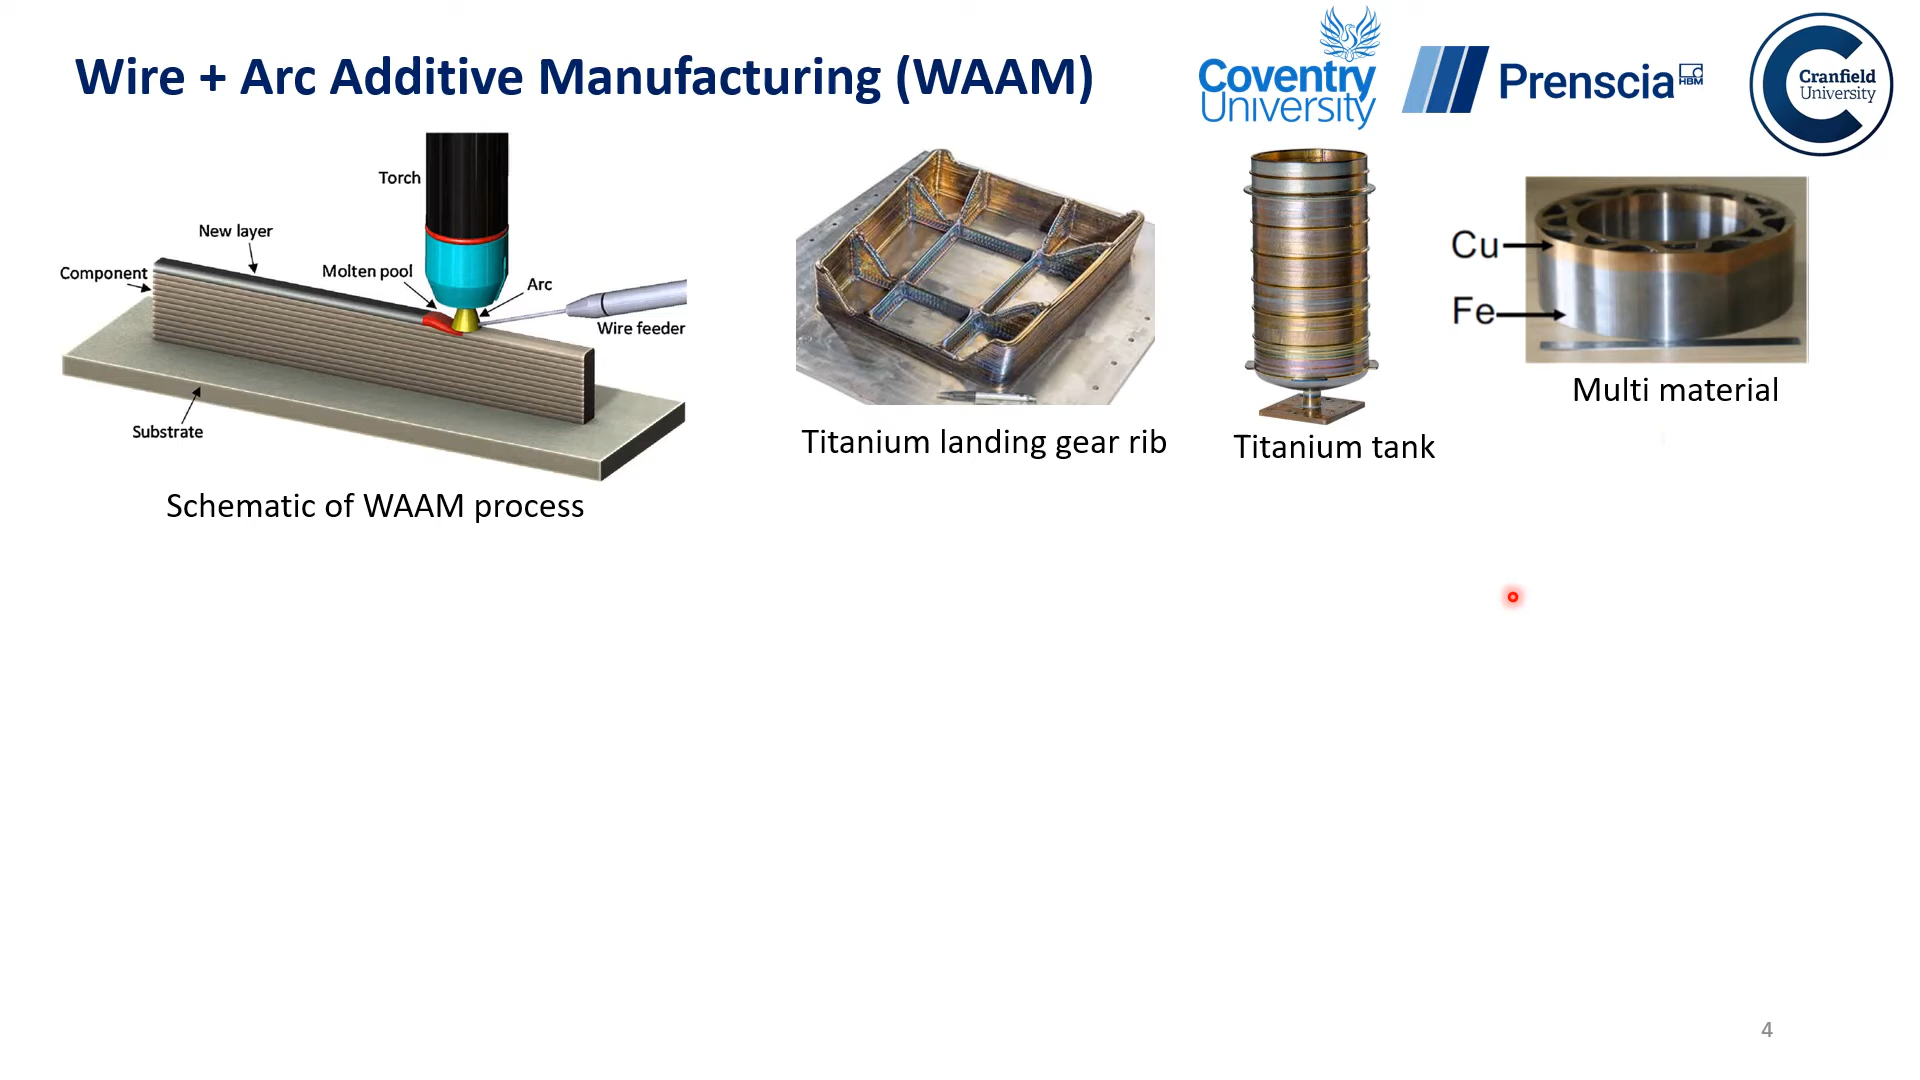 Wire + Arc Additive Manufacturing (WAAM)
Coventry
University
Prenscia
HBM
Cranfield
University
Torch
New layer
Component
Molten pool
Arc
Wire feeder
Substrate
Schematic of WAAM process
Titanium landing gear rib
Titanium tank
Cu
Fe
Multi material
4